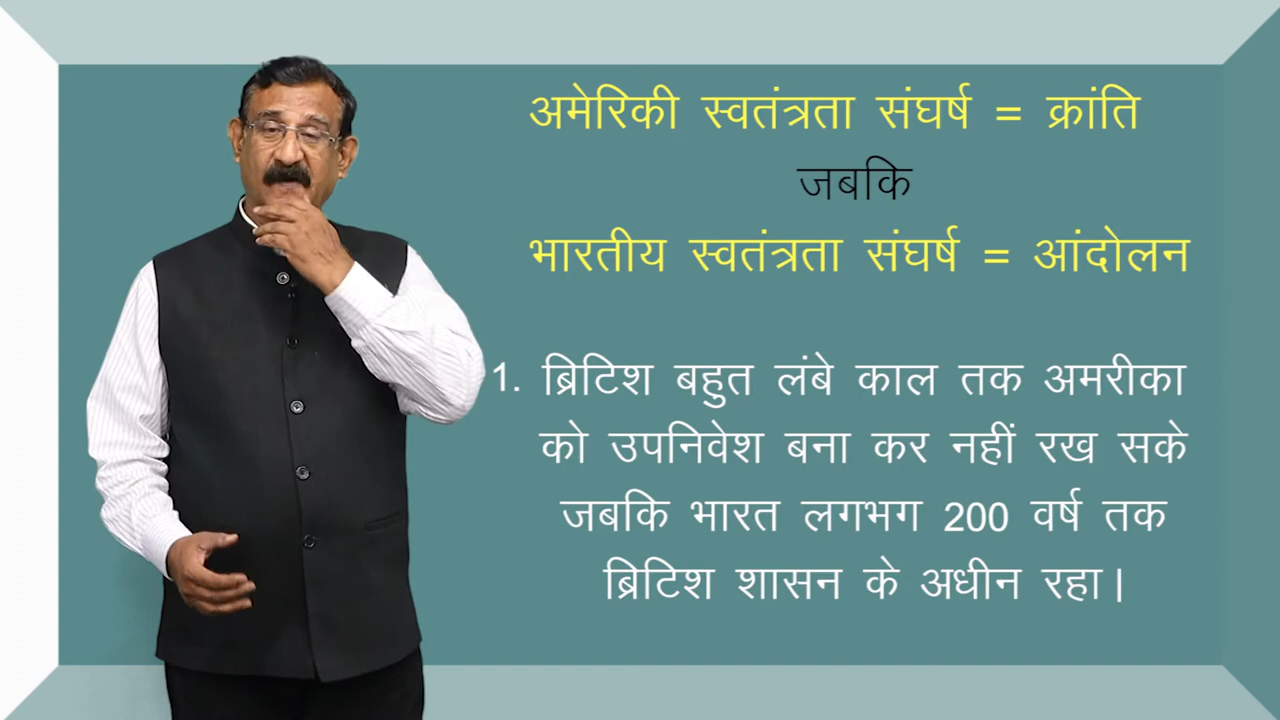 अमेरिकी स्वतंत्रता संघर्ष = क्रांति
जबकि
भारतीय स्वतंत्रता संघर्ष = आंदोलन
1. ब्रिटिश बहुत लंबे काल तक अमरीका
को उपनिवेश बना कर नहीं रख सके
जबकि भारत लगभग 200 वर्ष तक
ब्रिटिश शासन के अधीन रहा।